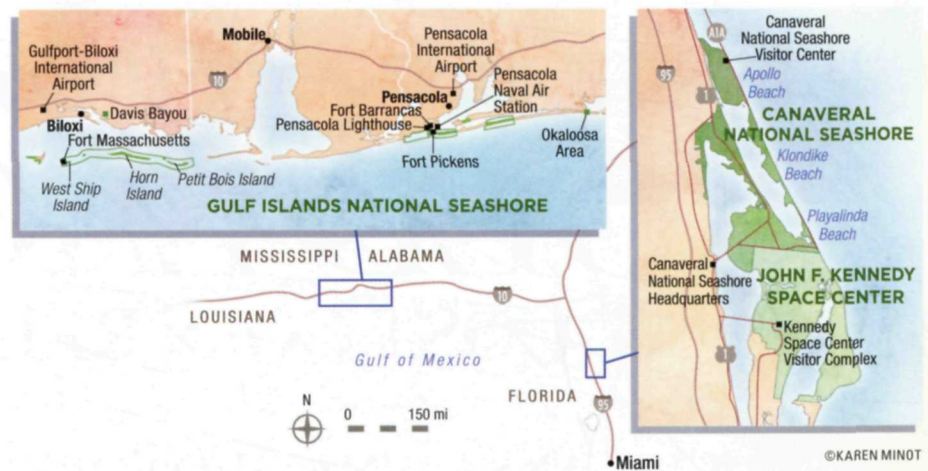 Gulfport-Biloxi
International
Airport
Mobile
10
Pensacola
International
Airport
Pensacola
Naval Air
Station
Pensacola
Fort Barrancas
Pensacola Lighthouse
Fort Pickens
Okaloosa
Area
Davis Bayou
Biloxi
Fort Massachusetts
West Ship
Island
Horn
Island
Petit Bois Island
GULF ISLANDS NATIONAL SEASHORE
MISSISSIPPI
ALABAMA
LOUISIANA
10
Gulf of Mexico
FLORIDA
95
N
0
150 mi
Miami
A1A
95
1
Canaveral
National Seashore
Visitor Center
Apollo
Beach
CANAVERAL
NATIONAL SEASHORE
Klondike
Beach
Playalinda
Beach
Canaveral
National Seashore
Headquarters
JOHN F. KENNEDY
SPACE CENTER
Kennedy
Space Center
Visitor Complex
1
©KAREN MINOT